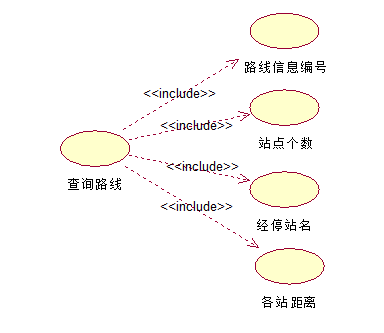 <<include>>
路线信息编号
<<include>>
站点个数
<<include>>
查询路线
经停站名
<<include>>
各站距离